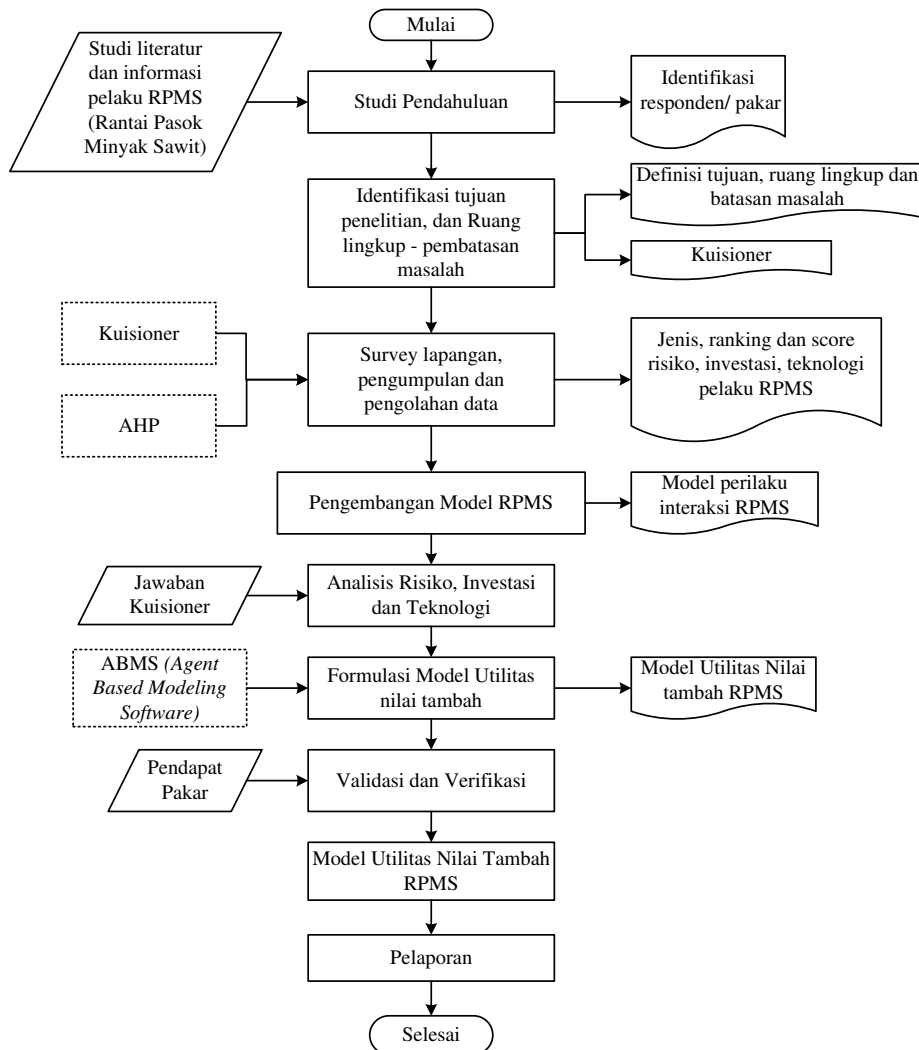 Mulai
Studi literatur
dan informasi
pelaku RPMS
(Rantai Pasok
Minyak Sawit)
Studi Pendahuluan
Identifikasi
responden/ pakar
Identifikasi tujuan
penelitian, dan Ruang
lingkup - pembatasan
masalah
Definisi tujuan, ruang lingkup dan
batasan masalah
Kuisioner
Kuisioner
AHP
Survey lapangan,
pengumpulan dan
pengolahan data
Jenis, ranking dan score
risiko, investasi, teknologi
pelaku RPMS
Pengembangan Model RPMS
Model perilaku
interaksi RPMS
Jawaban
Kuisioner
Analisis Risiko, Investasi
dan Teknologi
ABMS (Agent
Based Modeling
Software)
Formulasi Model Utilitas
nilai tambah
Model Utilitas Nilai
tambah RPMS
Pendapat
Pakar
Validasi dan Verifikasi
Model Utilitas Nilai Tambah
RPMS
Pelaporan
Selesai